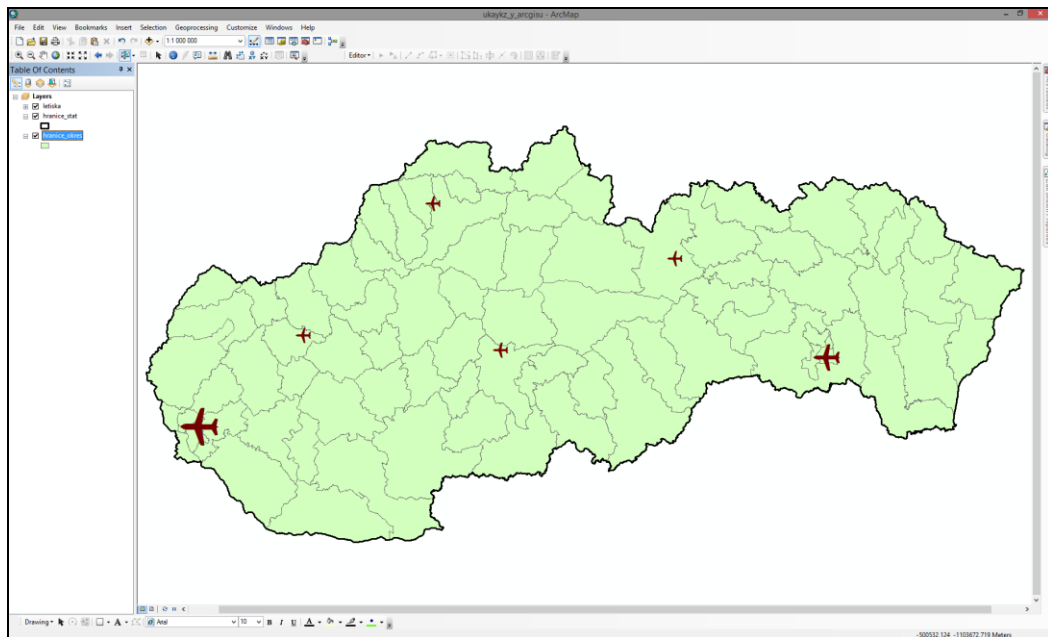 ukaykz_y_arcgisu - ArcMap
File Edit View Bookmarks Insert Selection Geoprocessing Customize Windows Help
1:1 000 000
Editor
Table Of Contents
Layers
letiska
hranice_stat
hranice_okres
Drawing Arial 10 B I U A
-500532,124 -1103672,719 Meters